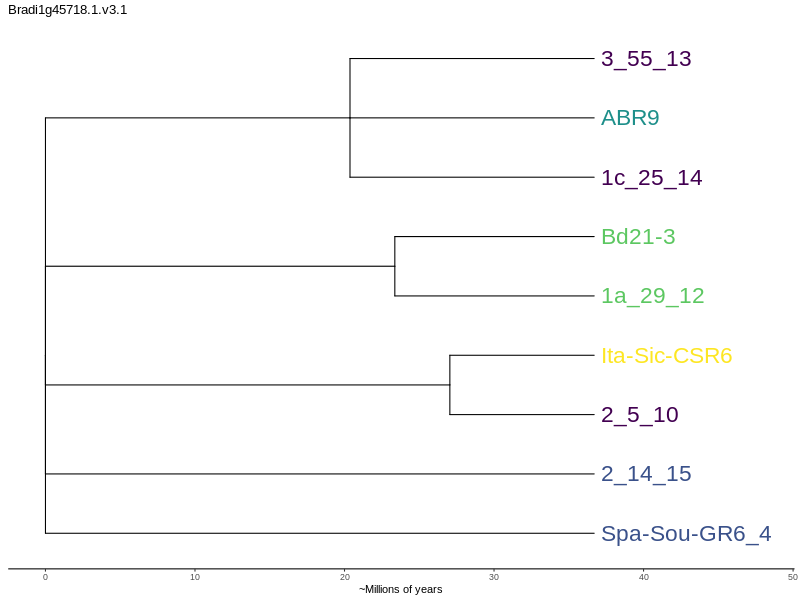 Bradi1g45718.1.v3.1
3_55_13
ABR9
1c_25_14
Bd21-3
1a_29_12
Ita-Sic-CSR6
2_5_10
2_14_15
Spa-Sou-GR6_4
0 10 20 30 40 50
~Millions of years